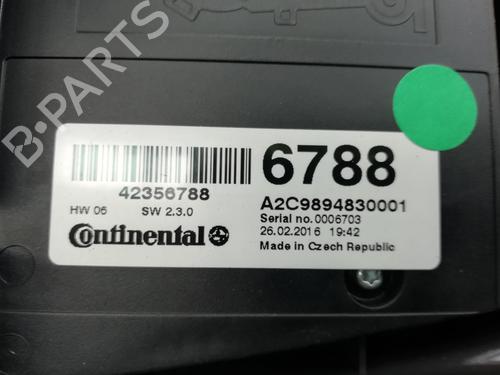 B-PARTS
42356788
HW 06 SW 2.3.0
Continental
6788
A2C9894830001
Serial no.0006703
26.02.2016 19:42
Made in Czech Republic